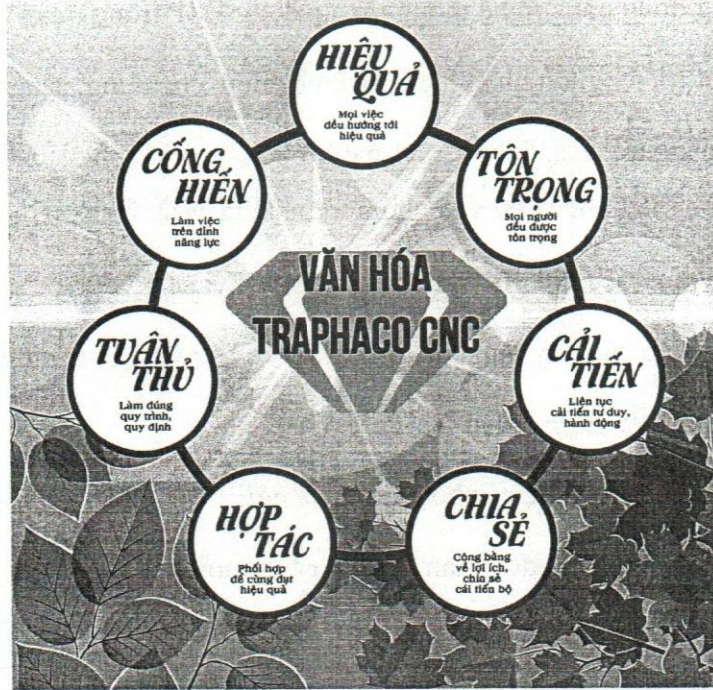 HIỆU
QUẢ
Mọi việc
đều hướng tới
hiệu quả
CỐNG
HIẾN
Làm việc
trên đỉnh
năng lực
TÔN
TRỌNG
Mọi người
đều được
tôn trọng
VĂN HÓA
TRAPHACO CNC
TUÂN
THỦ
Làm đúng
quy trình,
quy định
CẢI
TIẾN
Liên tục
cải tiến tư duy,
hành động
HỢP
TÁC
Phối hợp
để cùng đạt
hiệu quả
CHIA
SẺ
Công bằng
về lợi ích,
chia sẻ
cái tiến bộ